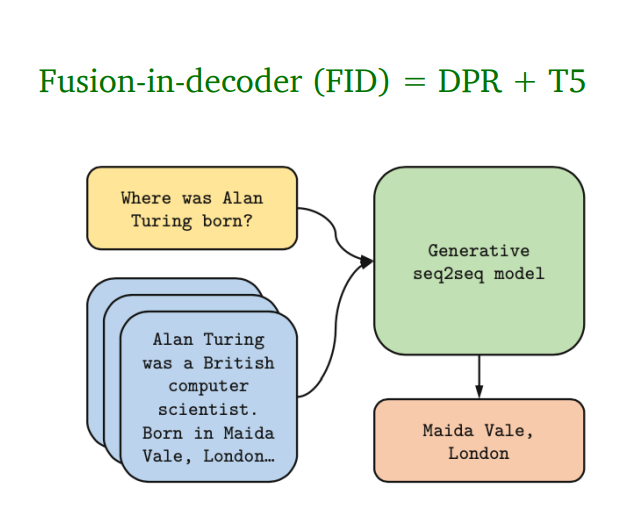 Fusion-in-decoder (FID) = DPR + T5
Where was Alan
Turing born?
Generative
seq2seq model
Alan Turing
was a British
computer
scientist.
Born in Maida
Vale, London…
Maida Vale,
London